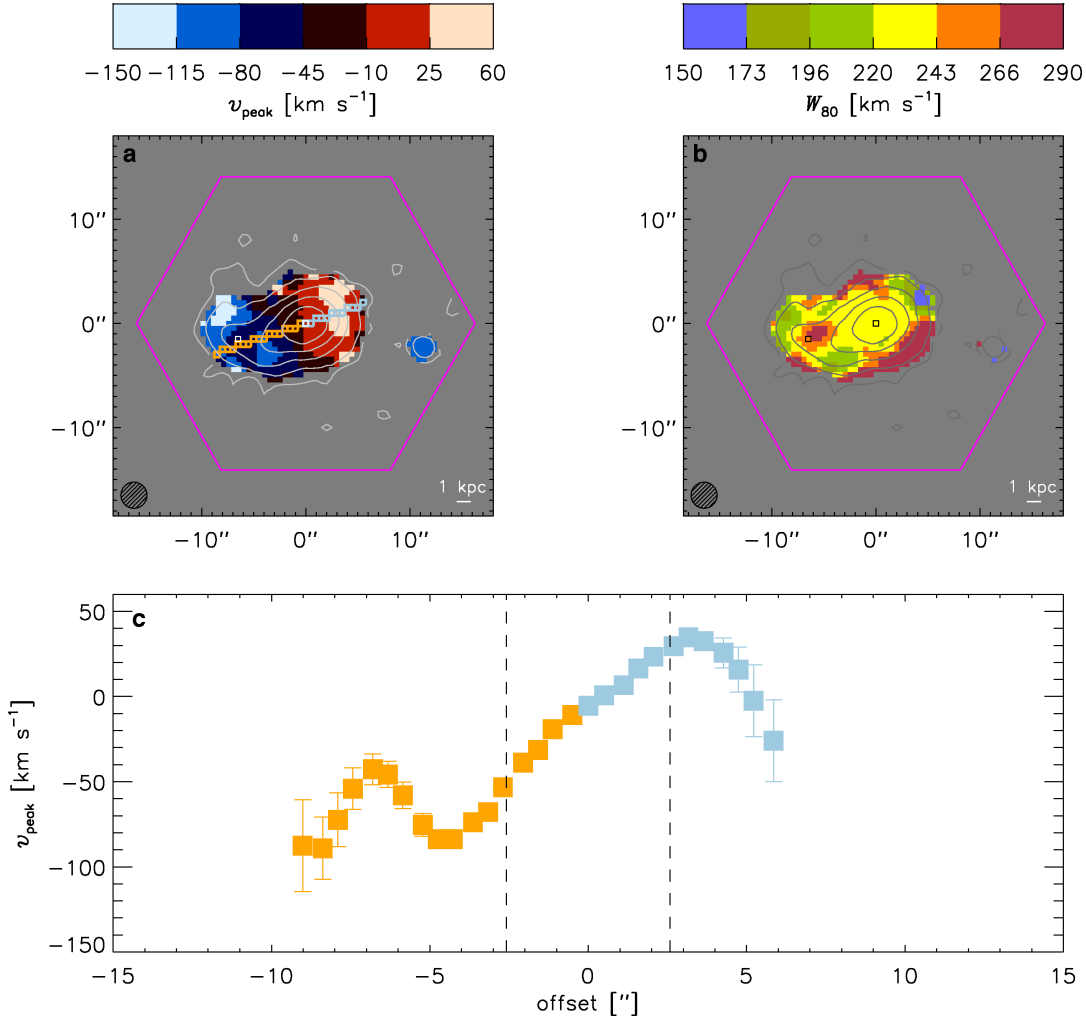 −150 −115 −80 −45 −10 25 60
v_peak [km s⁻¹]
150 173 196 220 243 266 290
W₈₀ [km s⁻¹]
a
10″
0″
−10″
1 kpc
−10″ 0″ 10″
b
10″
0″
−10″
1 kpc
−10″ 0″ 10″
c
50
0
−50
−100
−150
v_peak [km s⁻¹]
−15 −10 −5 0 5 10 15
offset [″]